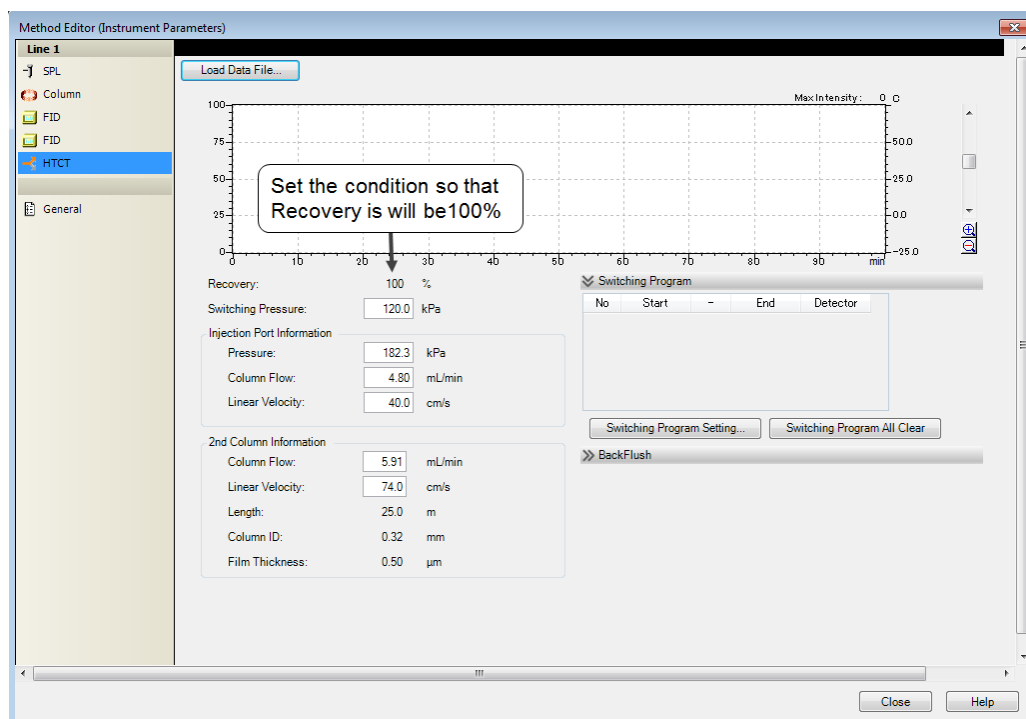 Method Editor (Instrument Parameters)
Line 1
SPL
Column
FID
FID
HTCT
General
Load Data File...
Max Intensity : 0 C
100
75
50
25
0
50.0
25.0
0.0
-25.0
0 10 20 30 40 50 60 70 80 90 min
Set the condition so that
Recovery is will be100%
Recovery: 100 %
Switching Pressure: 120.0 kPa
Injection Port Information
Pressure: 182.3 kPa
Column Flow: 4.80 mL/min
Linear Velocity: 40.0 cm/s
2nd Column Information
Column Flow: 5.91 mL/min
Linear Velocity: 74.0 cm/s
Length: 25.0 m
Column ID: 0.32 mm
Film Thickness: 0.50 µm
Switching Program
No Start - End Detector
Switching Program Setting... Switching Program All Clear
BackFlush
Close Help